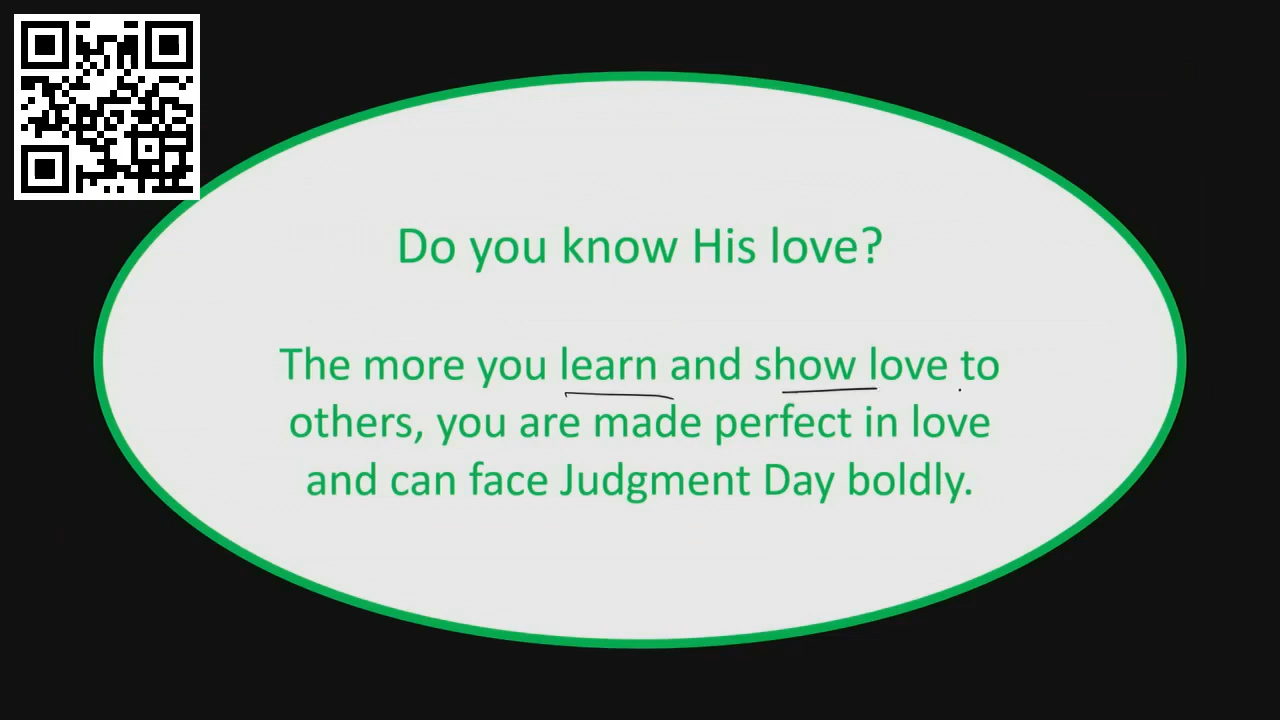 Do you know His love?
The more you learn and show love to
others, you are made perfect in love
and can face Judgment Day boldly.